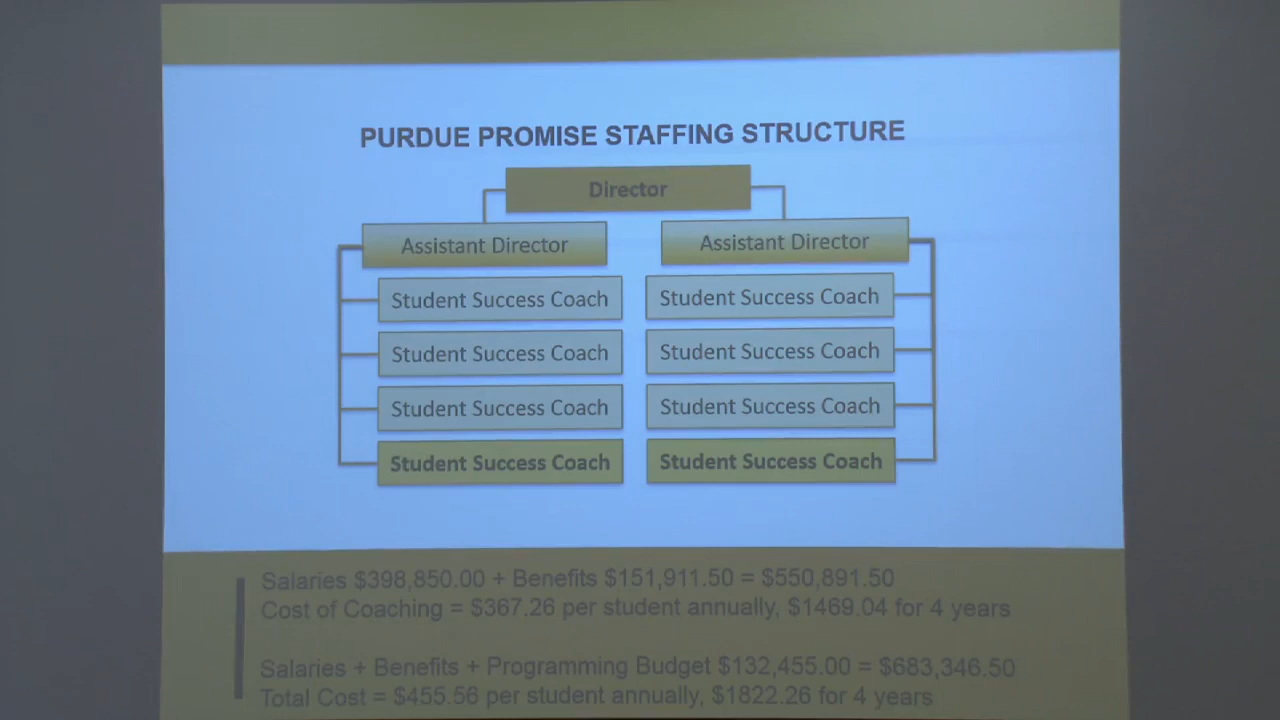 PURDUE PROMISE STAFFING STRUCTURE
Director
Assistant Director
Assistant Director
Student Success Coach
Student Success Coach
Student Success Coach
Student Success Coach
Student Success Coach
Student Success Coach
Student Success Coach
Student Success Coach
Salaries $398,850.00 + Benefits $151,911.50 = $550,891.50
Cost of Coaching = $367.26 per student annually, $1469.04 for 4 years
Salaries + Benefits + Programming Budget $132,455.00 = $683,346.50
Total Cost = $455.56 per student annually, $1822.26 for 4 years